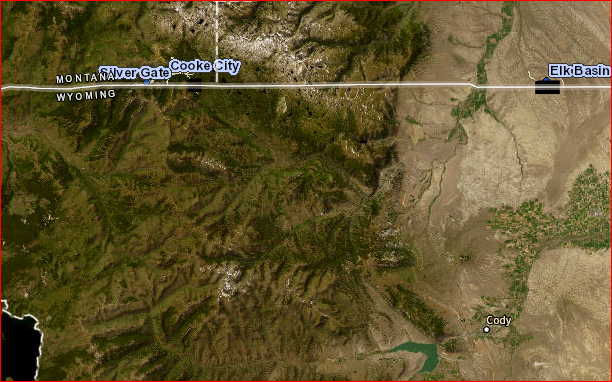 Silver Gate
Cooke City
Elk Basin
MONTANA
WYOMING
Cody